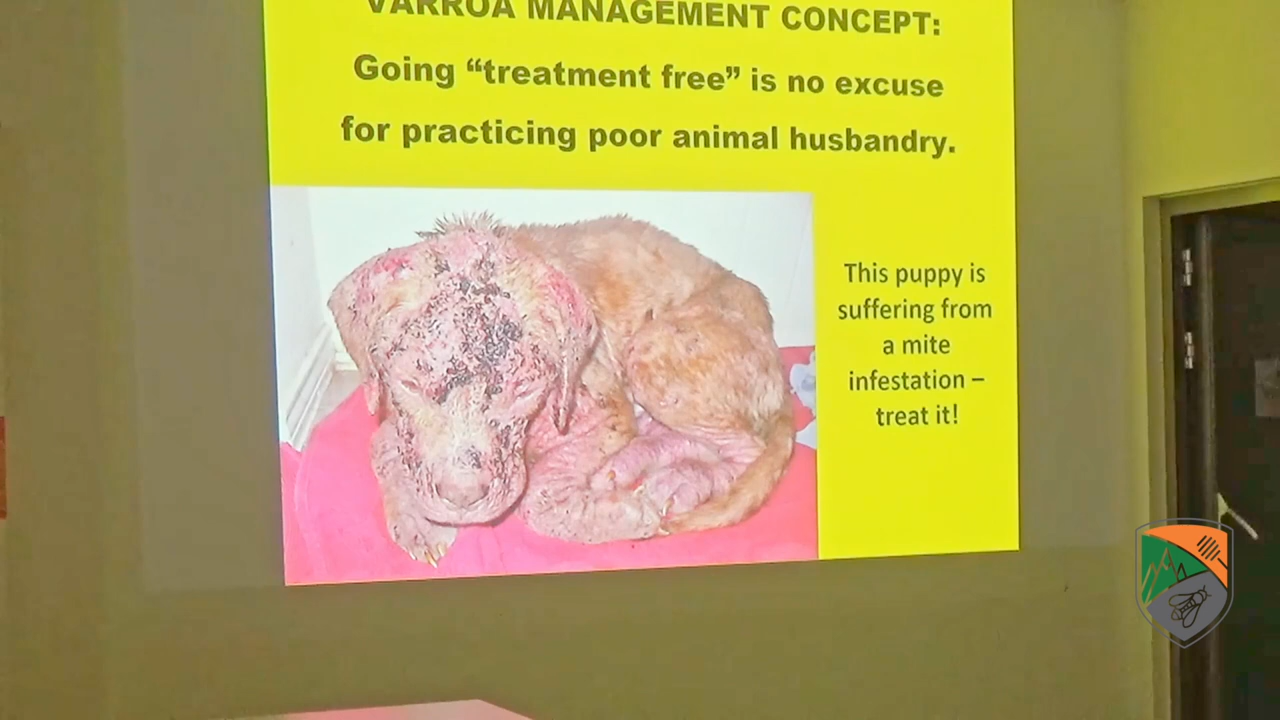 VARROA MANAGEMENT CONCEPT:
Going “treatment free” is no excuse
for practicing poor animal husbandry.
This puppy is
suffering from
a mite
infestation –
treat it!